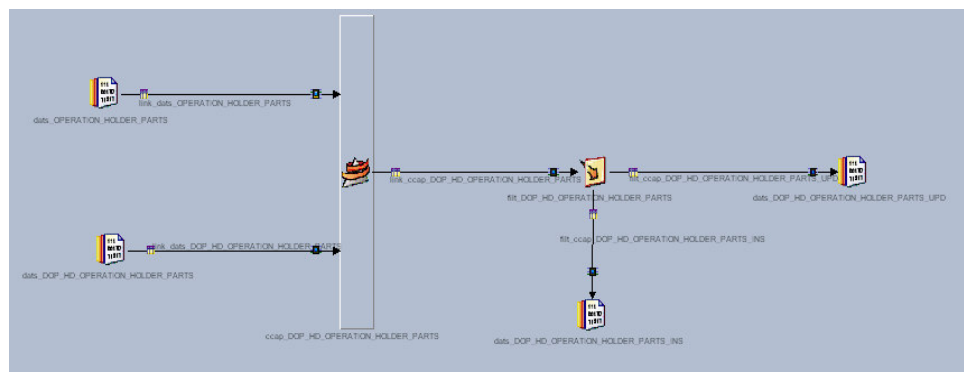 link_dats_OPERATION_HOLDER_PARTS
dats_OPERATION_HOLDER_PARTS
link_ccap_DOP_HD_OPERATION_HOLDER_PARTS
filt_ccap_DOP_HD_OPERATION_HOLDER_PARTS_UPD
filt_DOP_HD_OPERATION_HOLDER_PARTS
dats_DOP_HD_OPERATION_HOLDER_PARTS_UPD
filt_ccap_DOP_HD_OPERATION_HOLDER_PARTS_INS
link_dats_DOP_HD_OPERATION_HOLDER_PARTS
dats_DOP_HD_OPERATION_HOLDER_PARTS
ccap_DOP_HD_OPERATION_HOLDER_PARTS
dats_DOP_HD_OPERATION_HOLDER_PARTS_INS